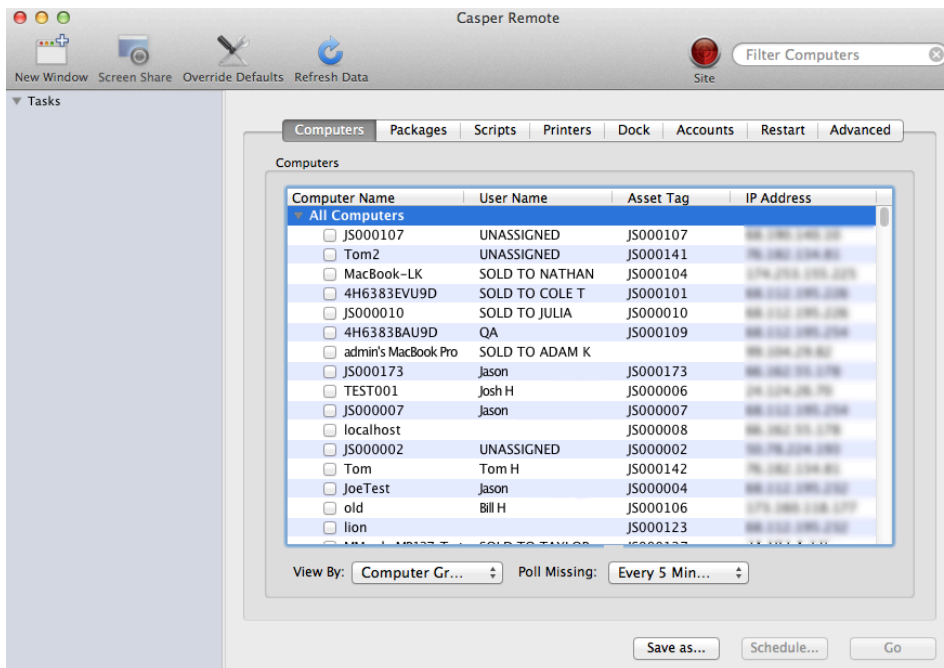 Casper Remote
New Window Screen Share Override Defaults Refresh Data Site Filter Computers
Tasks
Computers Packages Scripts Printers Dock Accounts Restart Advanced
Computers
Computer Name User Name Asset Tag IP Address
All Computers
JS000107 UNASSIGNED JS000107
Tom2 UNASSIGNED JS000141
MacBook-LK SOLD TO NATHAN JS000104
4H6383EVU9D SOLD TO COLE T JS000101
JS000010 SOLD TO JULIA JS000010
4H6383BAU9D QA JS000109
admin's MacBook Pro SOLD TO ADAM K
JS000173 Jason JS000173
TEST001 Josh H JS000006
JS000007 Jason JS000007
localhost JS000008
JS000002 UNASSIGNED JS000002
Tom Tom H JS000142
JoeTest Jason JS000004
old Bill H JS000106
lion JS000123
SOLD TO TAYLOR
View By: Computer Gr... Poll Missing: Every 5 Min...
Save as... Schedule... Go